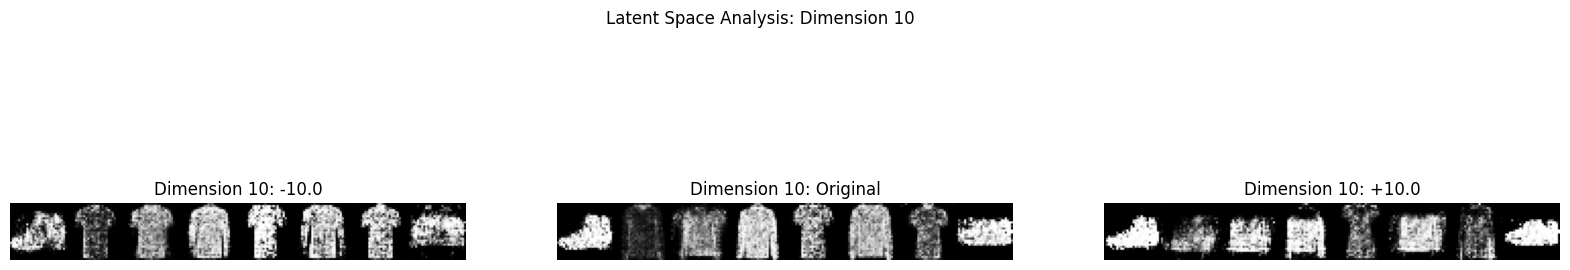 Latent Space Analysis: Dimension 10
Dimension 10: -10.0
Dimension 10: Original
Dimension 10: +10.0